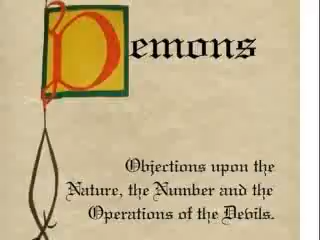 Demons
Objections upon the
Nature, the Number and the
Operations of the Devils.